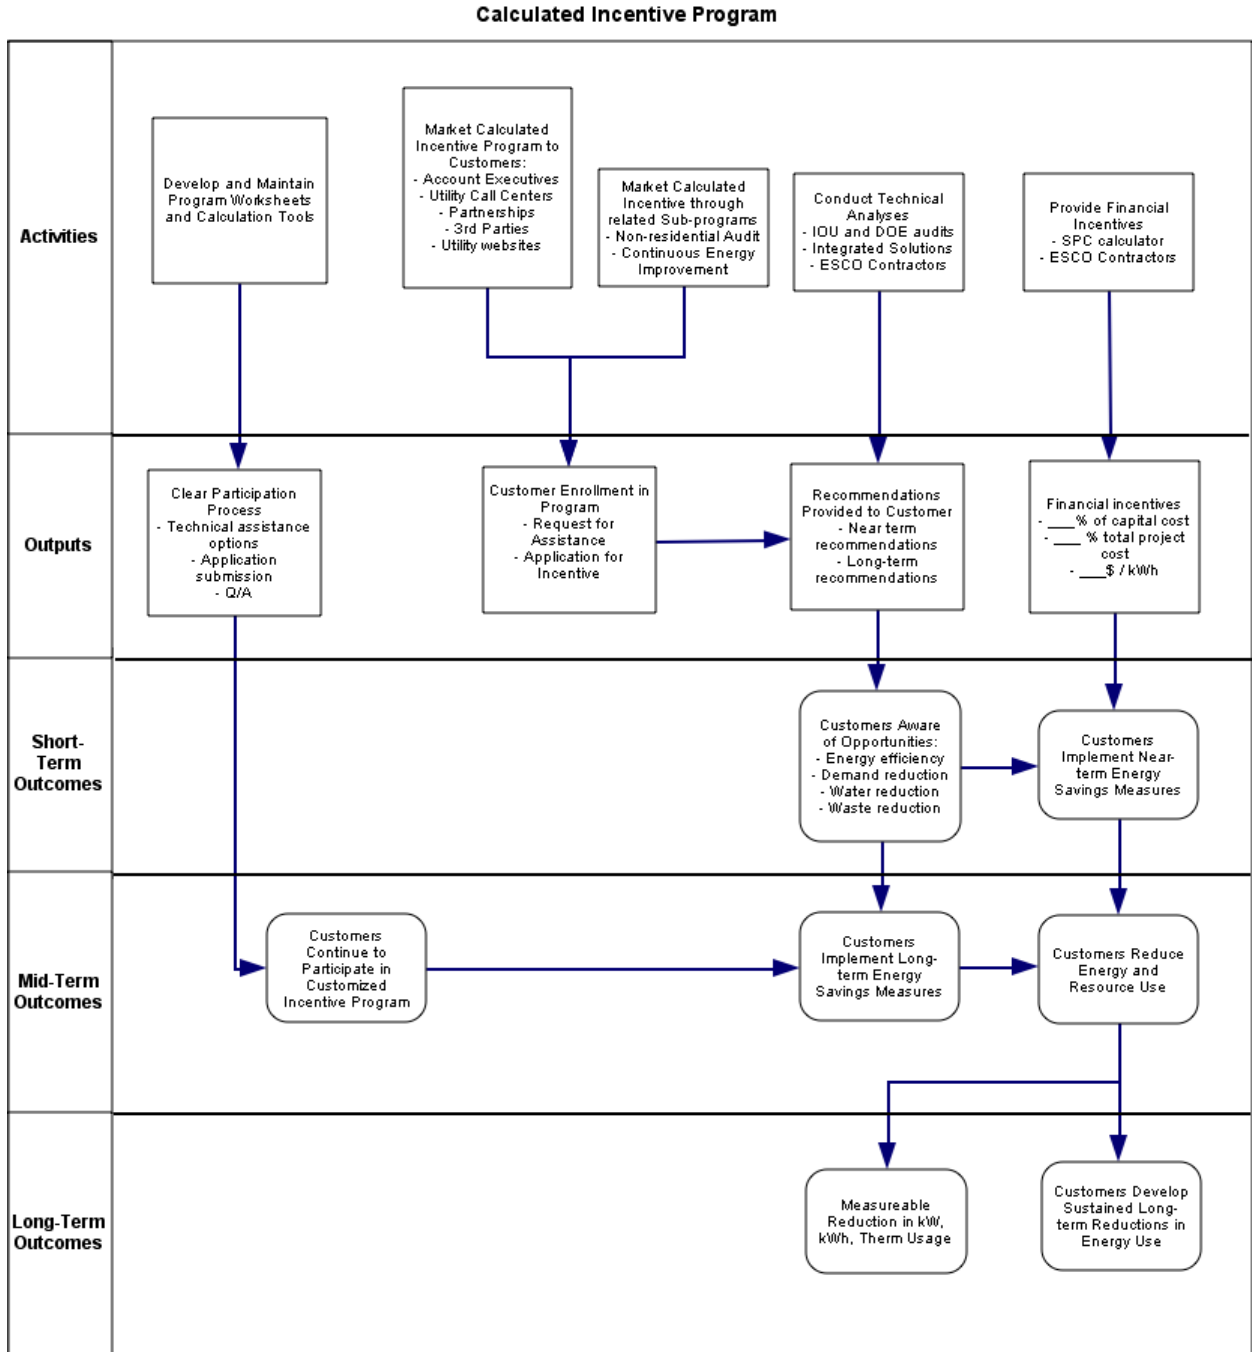 Calculated Incentive Program
Activities
Develop and Maintain
Program Worksheets
and Calculation Tools
Market Calculated
Incentive Program to
Customers:
- Account Executives
- Utility Call Centers
- Partnerships
- 3rd Parties
- Utility websites
Market Calculated
Incentive through
related Sub-programs
- Non-residential Audit
- Continuous Energy
Improvement
Conduct Technical
Analyses
- IOU and DOE audits
- Integrated Solutions
- ESCO Contractors
Provide Financial
Incentives
- SPC calculator
- ESCO Contractors
Outputs
Clear Participation
Process
- Technical assistance
options
- Application
submission
- Q/A
Customer Enrollment in
Program
- Request for
Assistance
- Application for
Incentive
Recommendations
Provided to Customer
- Near term
recommendations
- Long-term
recommendations
Financial incentives
- ___% of capital cost
- ___ % total project
cost
- ___$ / kWh
Short-
Term
Outcomes
Customers Aware
of Opportunities:
- Energy efficiency
- Demand reduction
- Water reduction
- Waste reduction
Customers
Implement Near-
term Energy
Savings Measures
Mid-Term
Outcomes
Customers
Continue to
Participate in
Customized
Incentive Program
Customers
Implement Long-
term Energy
Savings Measures
Customers Reduce
Energy and
Resource Use
Long-Term
Outcomes
Measureable
Reduction in kW,
kWh, Therm Usage
Customers Develop
Sustained Long-
term Reductions in
Energy Use